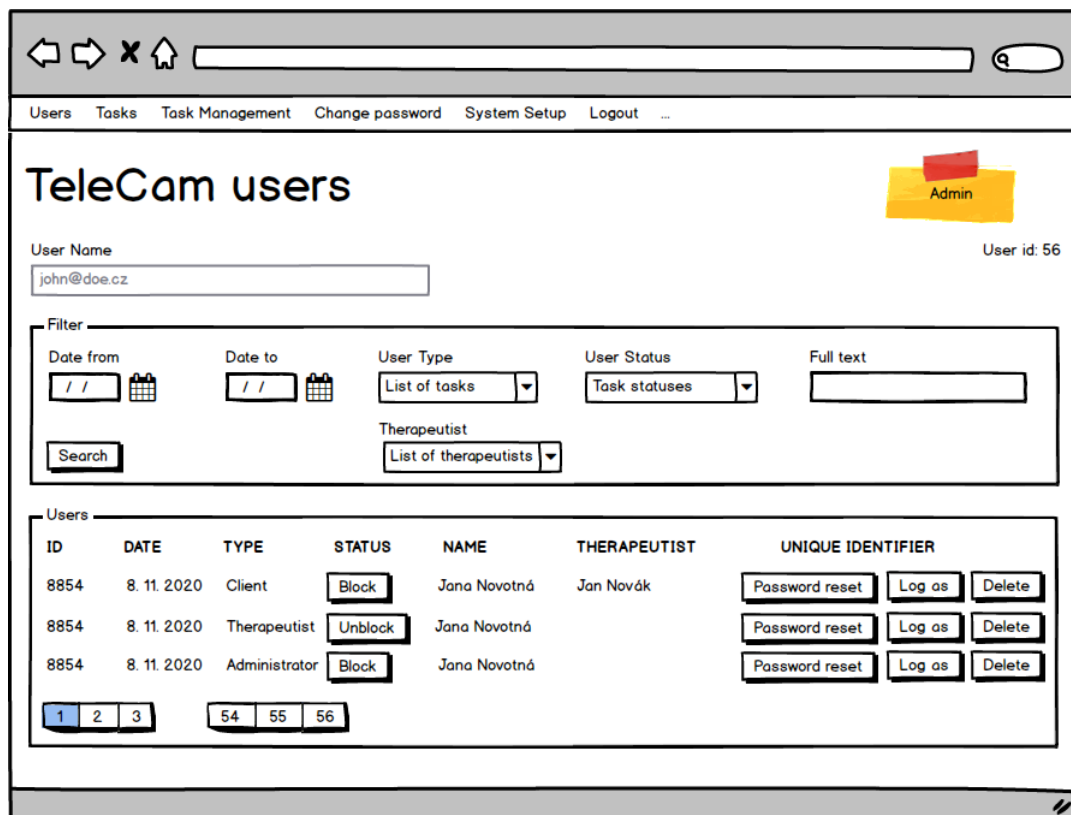 Users Tasks Task Management Change password System Setup Logout ...
TeleCam users
Admin
User Name
User id: 56
john@doe.cz
Filter
Date from Date to User Type User Status Full text
/ / / / List of tasks Task statuses
Therapeutist
Search List of therapeutists
Users
ID DATE TYPE STATUS NAME THERAPEUTIST UNIQUE IDENTIFIER
8854 8. 11. 2020 Client Block Jana Novotná Jan Novák Password reset Log as Delete
8854 8. 11. 2020 Therapeutist Unblock Jana Novotná Password reset Log as Delete
8854 8. 11. 2020 Administrator Block Jana Novotná Password reset Log as Delete
1 2 3 54 55 56